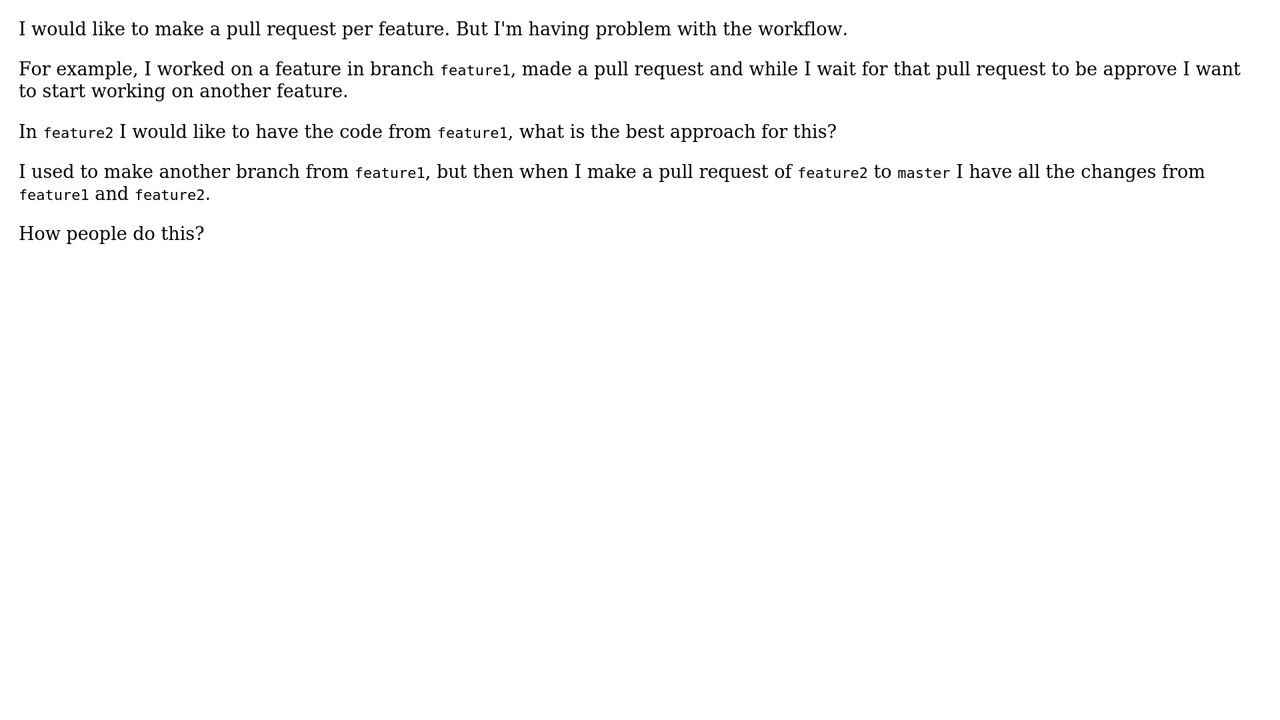 I would like to make a pull request per feature. But I'm having problem with the workflow.
For example, I worked on a feature in branch feature1, made a pull request and while I wait for that pull request to be approve I want
to start working on another feature.
In feature2 I would like to have the code from feature1, what is the best approach for this?
I used to make another branch from feature1, but then when I make a pull request of feature2 to master I have all the changes from
feature1 and feature2.
How people do this?